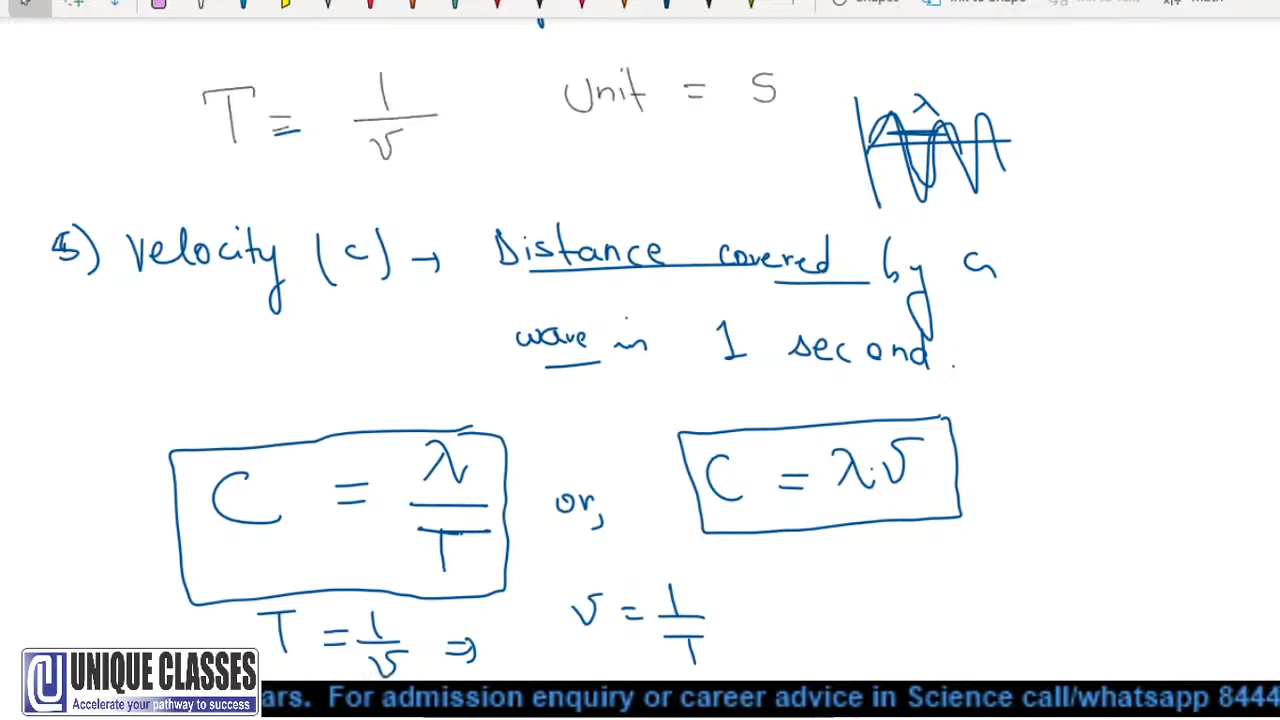 T = 1/ν    Unit = S
λ
5) Velocity (c) → Distance covered by a
wave in 1 second.
C = λ/T or, C = λ.ν
T = 1/ν ⇒ ν = 1/T
UNIQUE CLASSES
Accelerate your pathway to success
ars. For admission enquiry or career advice in Science call/whatsapp 8444